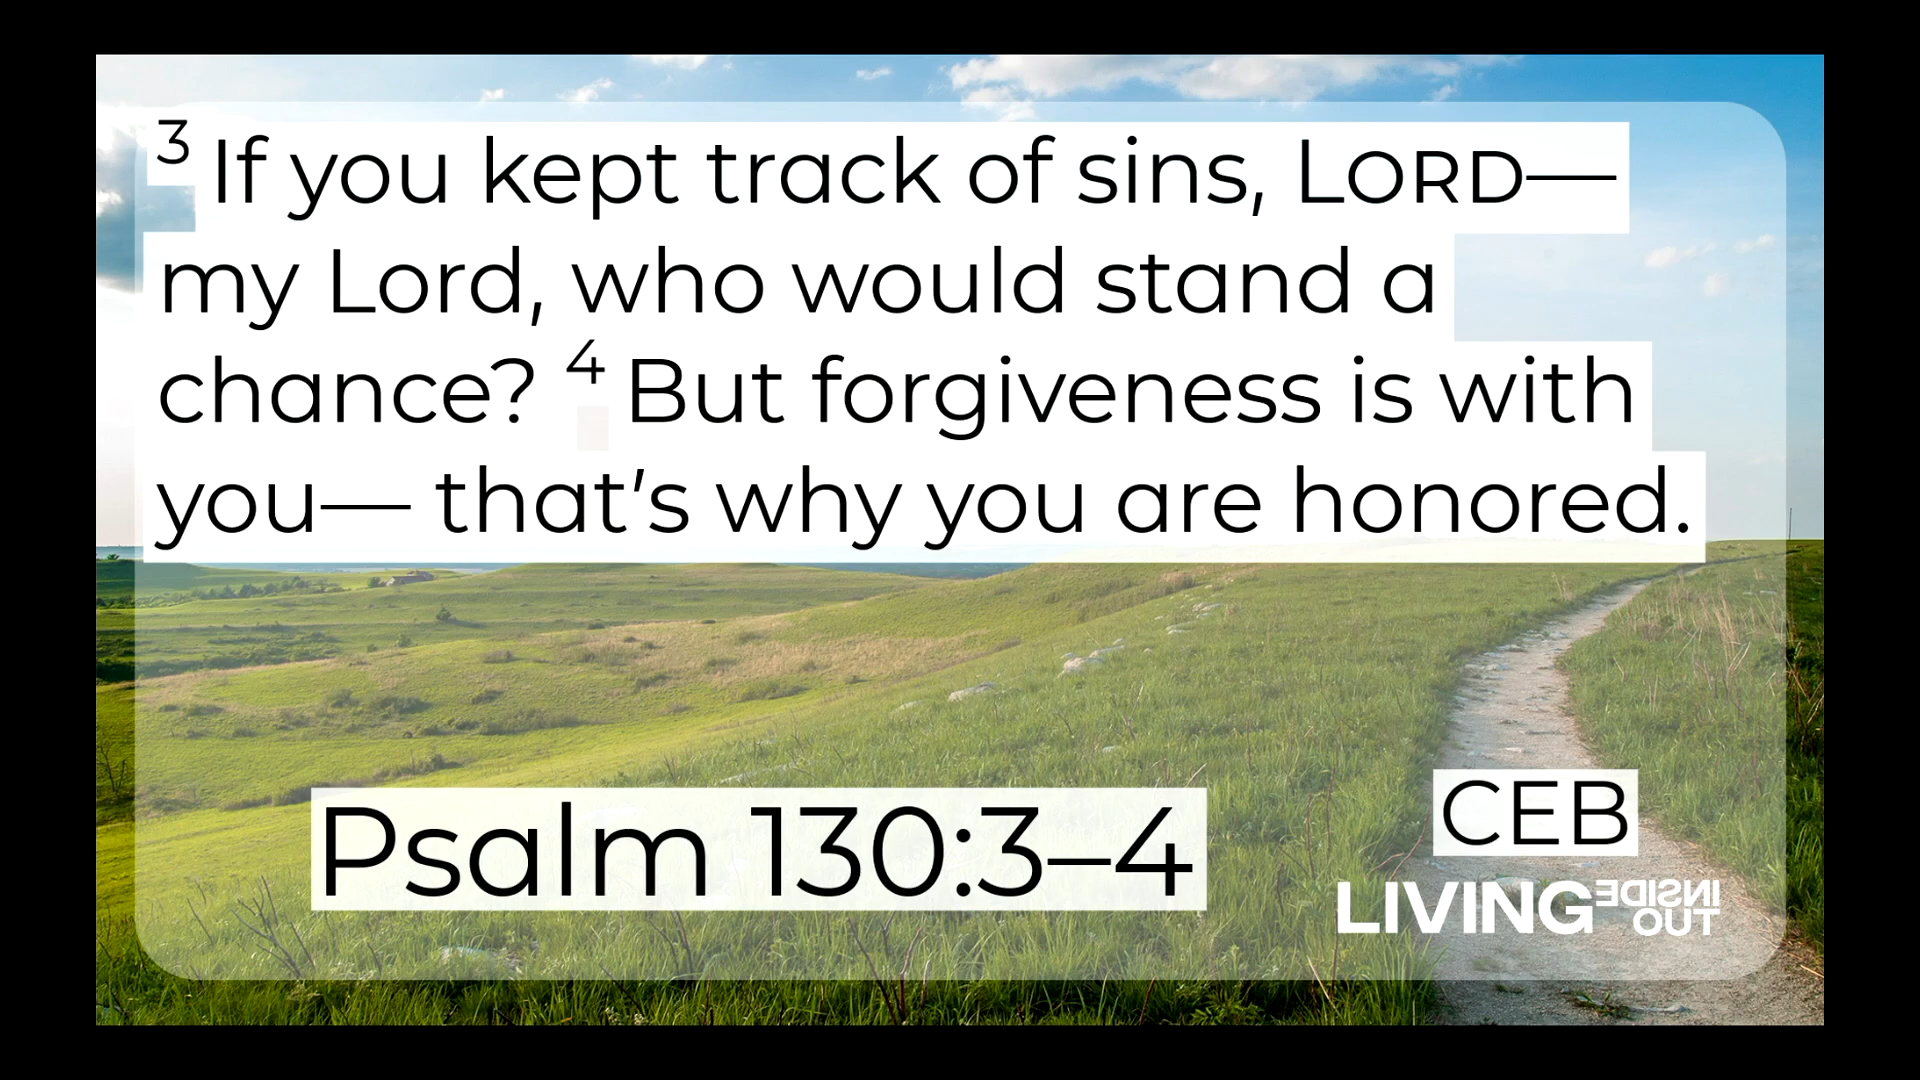 3 If you kept track of sins, LORD—
my Lord, who would stand a
chance? 4 But forgiveness is with
you— that's why you are honored.
Psalm 130:3–4
CEB
LIVING INSIDE
OUT